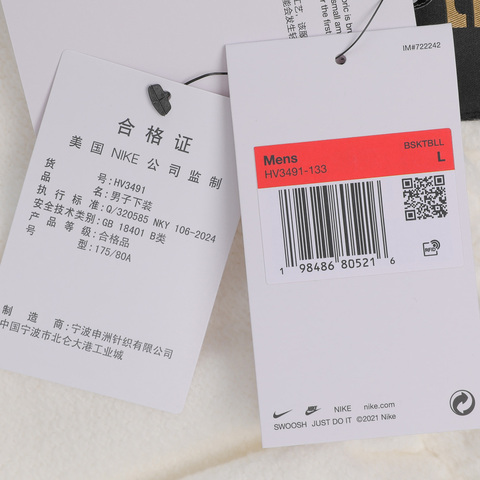 合格证
美国 NIKE 公司监制
货 号: HV3491
品 名: 男子下装
执行标准: Q/320585 NKY 106-2024
安全技术类别: GB 18401 B类
产品等级: 合格品
号 型: 175/80A
制造商: 宁波申洲针织有限公司
中国宁波市北仑大港工业城
IM#722242
BSKTBLL
Mens L
HV3491-133
1 98486 80521 6
RFID
NIKE nike.com
SWOOSH JUST DO IT ©2021 Nike